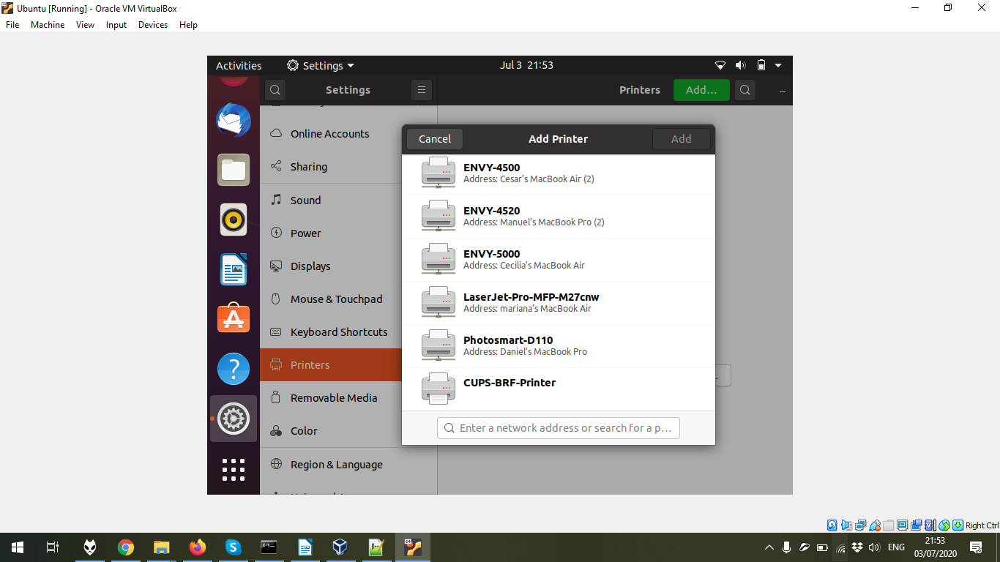 Ubuntu [Running] - Oracle VM VirtualBox
File Machine View Input Devices Help
Activities Settings Jul 3 21:53
Settings Printers Add...
Online Accounts
Sharing
Sound
Power
Displays
Mouse & Touchpad
Keyboard Shortcuts
Printers
Removable Media
Color
Region & Language
Cancel Add Printer Add
ENVY-4500
Address: Cesar’s MacBook Air (2)
ENVY-4520
Address: Manuel’s MacBook Pro (2)
ENVY-5000
Address: Cecilia’s MacBook Air
LaserJet-Pro-MFP-M27cnw
Address: mariana’s MacBook Air
Photosmart-D110
Address: Daniel’s MacBook Pro
CUPS-BRF-Printer
Enter a network address or search for a p...
Right Ctrl
ENG
21:53
03/07/2020